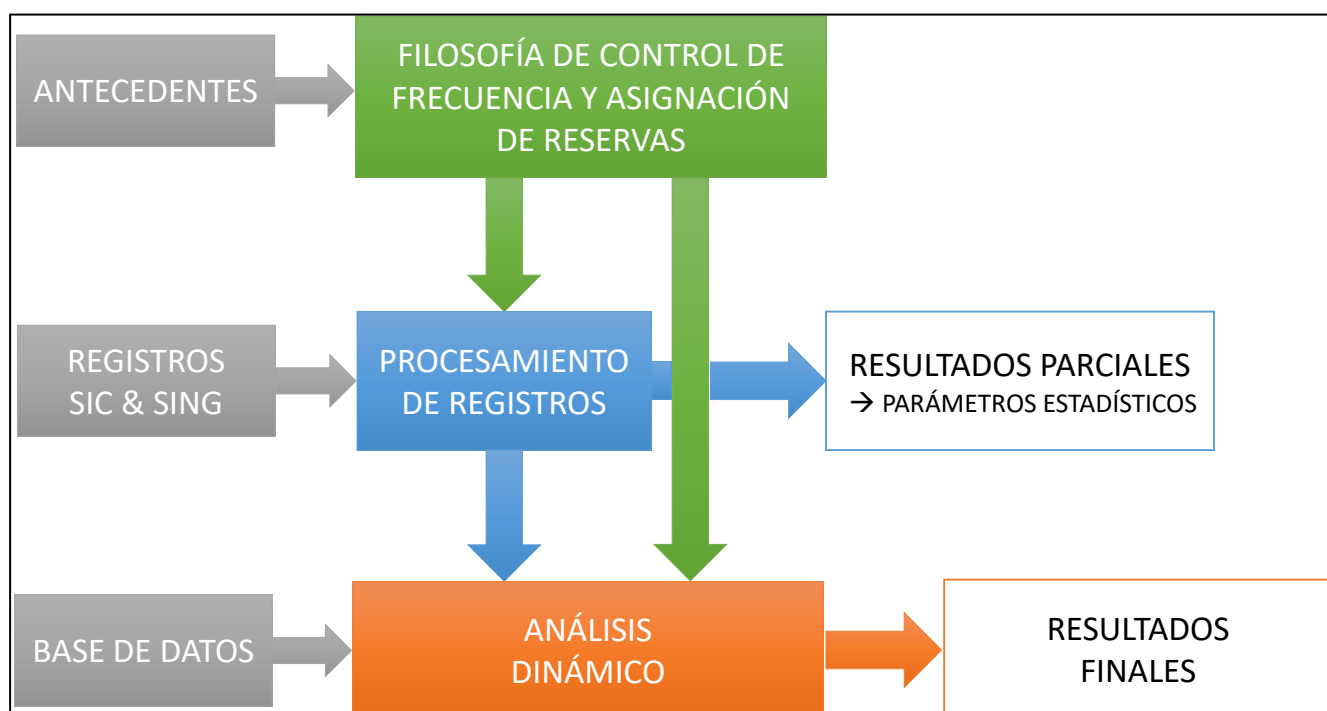 ANTECEDENTES
FILOSOFÍA DE CONTROL DE
FRECUENCIA Y ASIGNACIÓN
DE RESERVAS
REGISTROS
SIC & SING
PROCESAMIENTO
DE REGISTROS
RESULTADOS PARCIALES
→ PARÁMETROS ESTADÍSTICOS
BASE DE DATOS
ANÁLISIS
DINÁMICO
RESULTADOS
FINALES